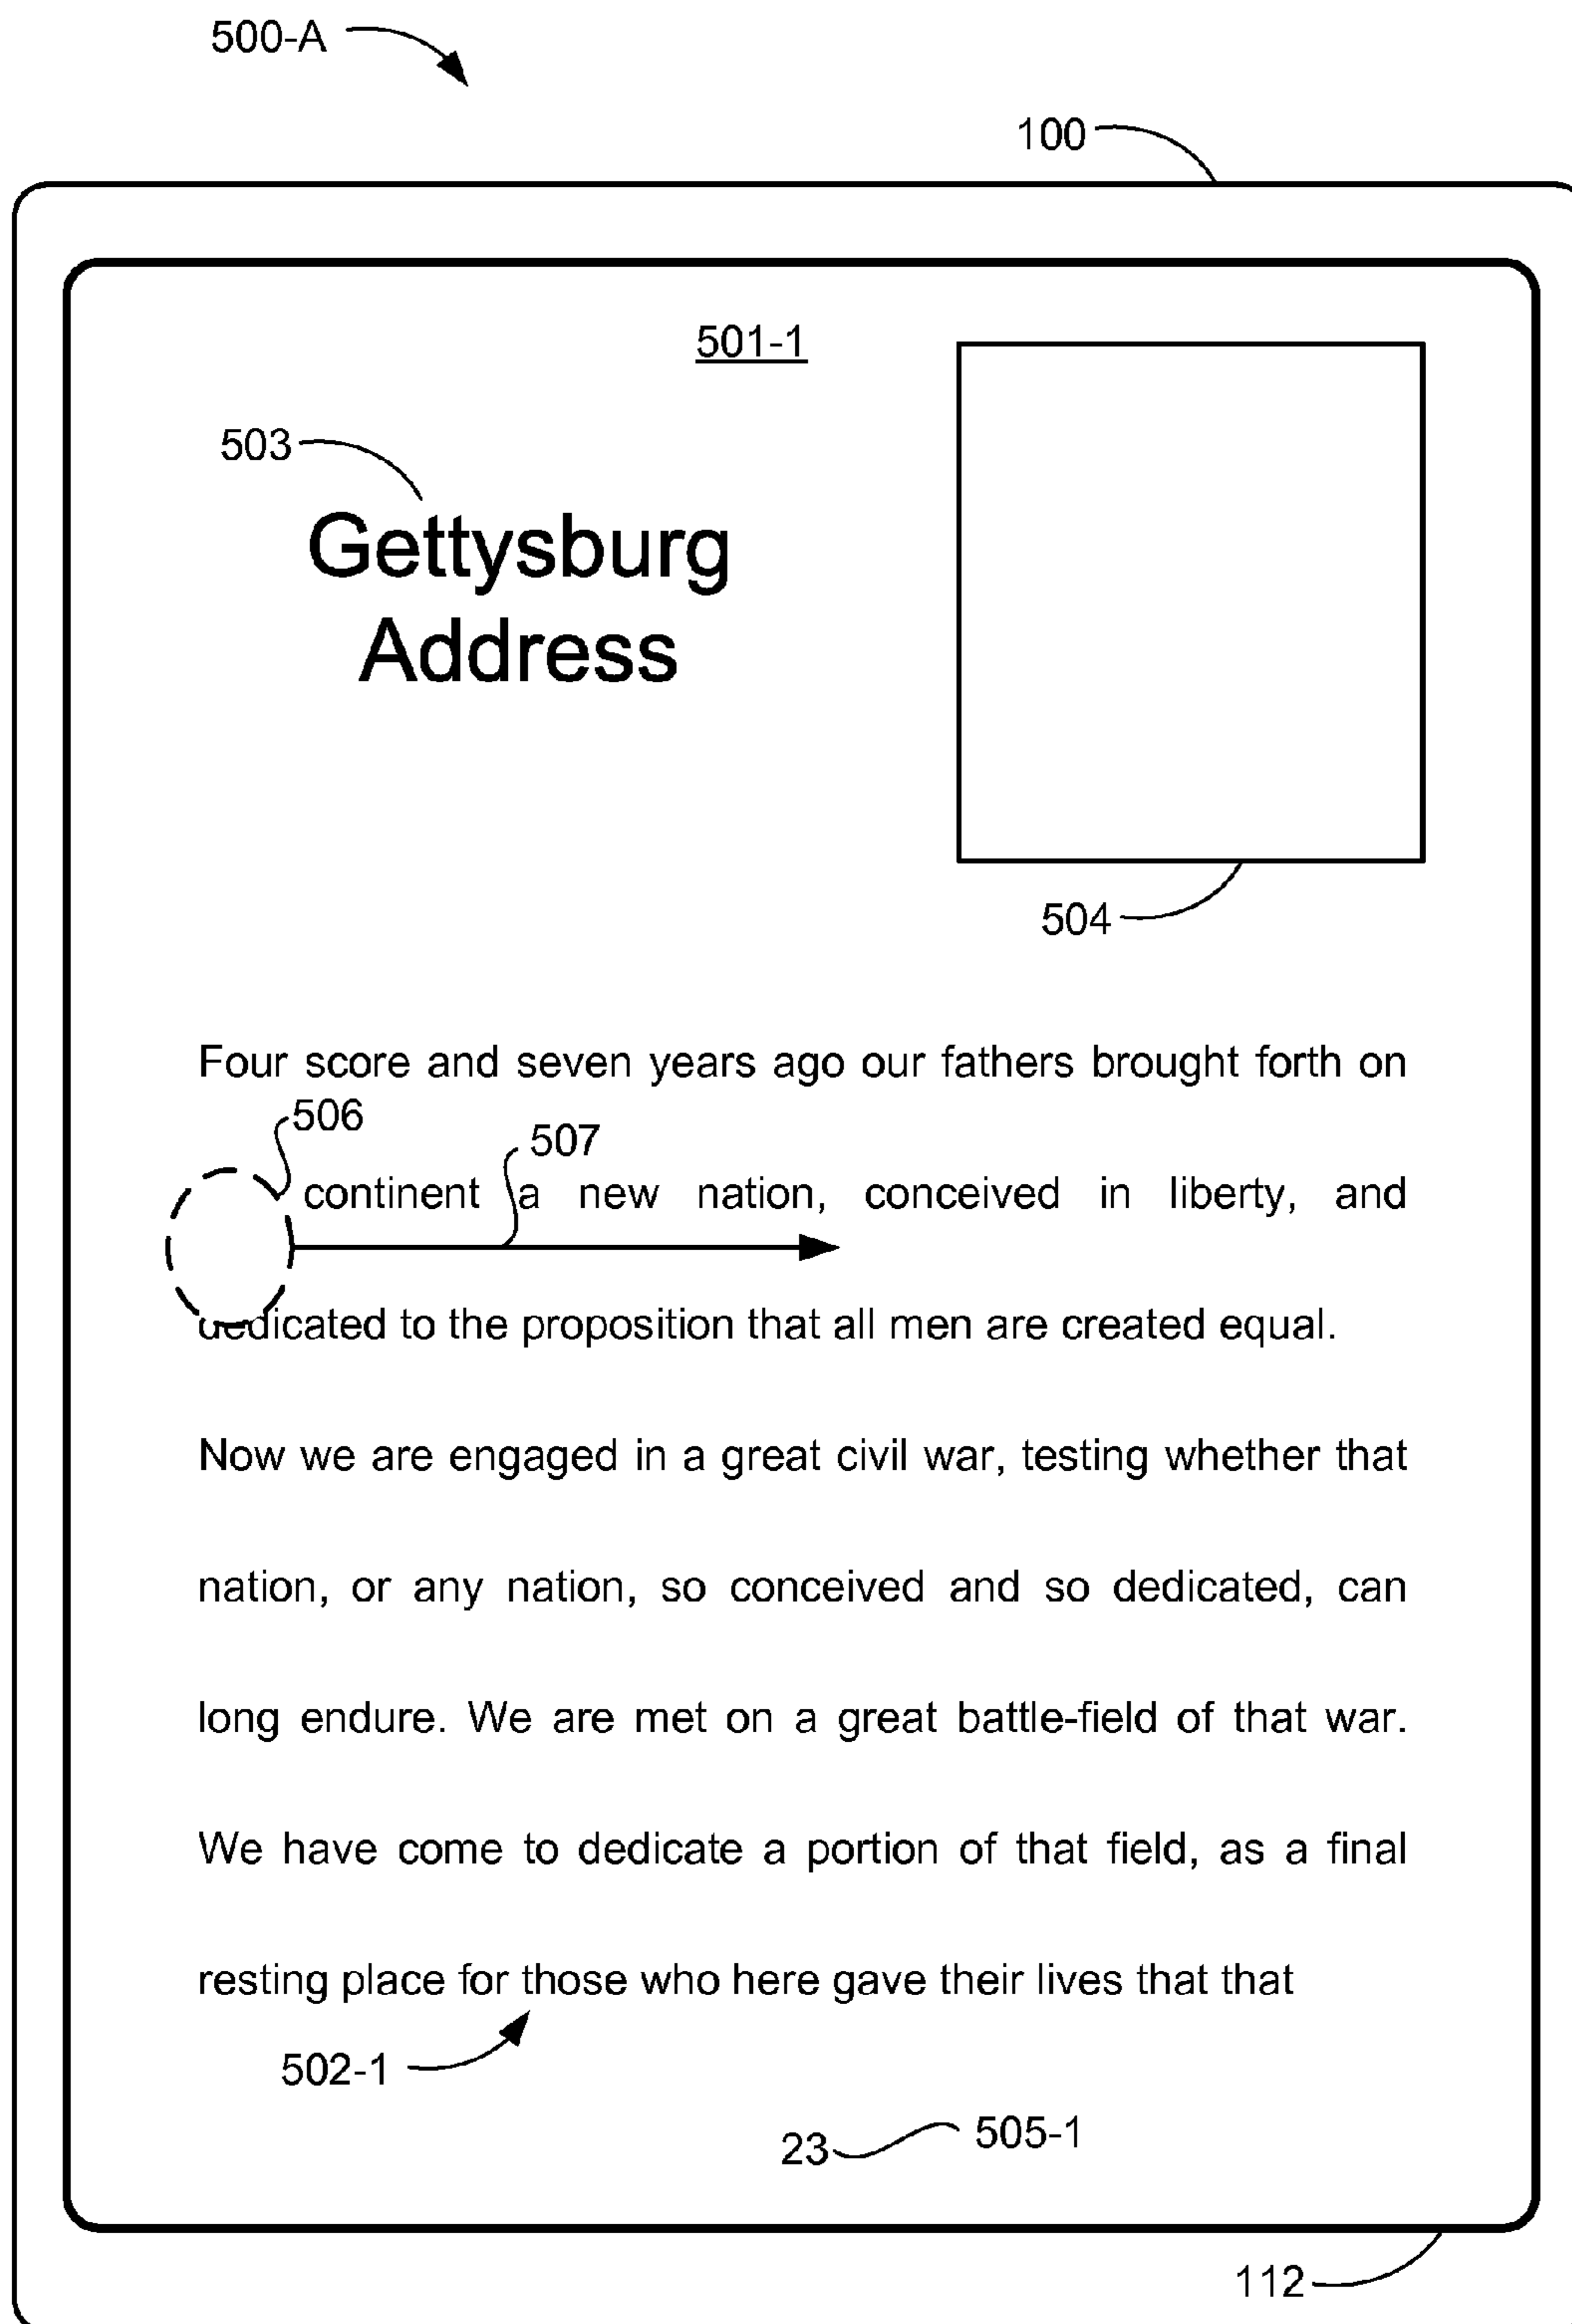 500-A
100
501-1
503
Gettysburg
Address
504
Four score and seven years ago our fathers brought forth on
506
507
continent a new nation, conceived in liberty, and
dedicated to the proposition that all men are created equal.
Now we are engaged in a great civil war, testing whether that
nation, or any nation, so conceived and so dedicated, can
long endure. We are met on a great battle-field of that war.
We have come to dedicate a portion of that field, as a final
resting place for those who here gave their lives that that
502-1
23
505-1
112